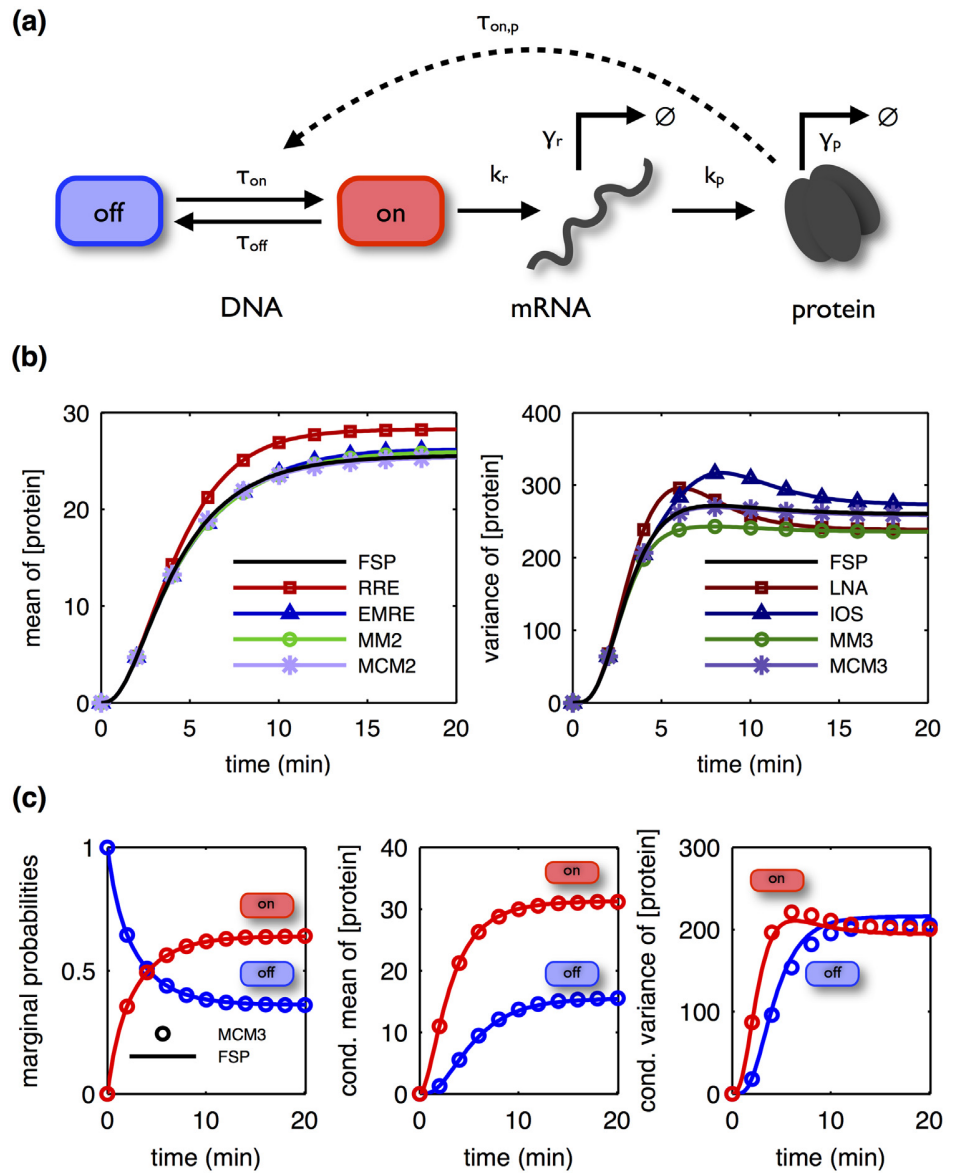 (a)
τon,p
γr
∅
γp
∅
off
τon
τoff
on
kr
kp
DNA
mRNA
protein
(b)
mean of [protein]
30
20
10
0
0
5
10
15
20
time (min)
FSP
RRE
EMRE
MM2
MCM2
variance of [protein]
400
300
200
100
0
0
5
10
15
20
time (min)
FSP
LNA
IOS
MM3
MCM3
(c)
marginal probabilities
1
0.5
0
0
10
20
time (min)
on
off
MCM3
FSP
cond. mean of [protein]
40
30
20
10
0
0
10
20
time (min)
on
off
cond. variance of [protein]
300
200
100
0
0
10
20
time (min)
on
off